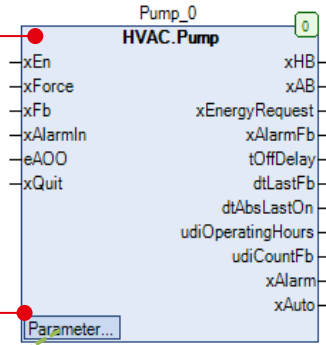 Pump_0
0
HVAC.Pump
xEn xHB
xForce xAB
xFb xEnergyRequest
xAlarmIn xAlarmFb
eAOO tOffDelay
xQuit dtLastFb
dtAbsLastOn
udiOperatingHours
udiCountFb
xAlarm
xAuto
Parameter...